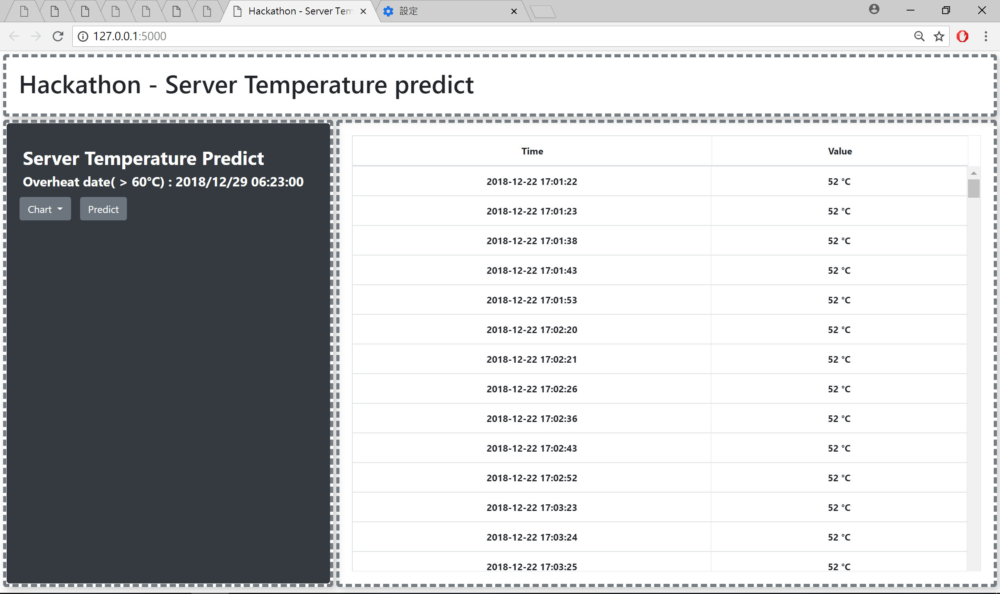 Hackathon - Server Tem
設定
127.0.0.1:5000
Hackathon - Server Temperature predict
Server Temperature Predict
Overheat date( > 60°C) : 2018/12/29 06:23:00
Chart
Predict
Time Value
2018-12-22 17:01:22 52 °C
2018-12-22 17:01:23 52 °C
2018-12-22 17:01:38 52 °C
2018-12-22 17:01:43 52 °C
2018-12-22 17:01:53 52 °C
2018-12-22 17:02:20 52 °C
2018-12-22 17:02:21 52 °C
2018-12-22 17:02:26 52 °C
2018-12-22 17:02:36 52 °C
2018-12-22 17:02:43 52 °C
2018-12-22 17:02:52 52 °C
2018-12-22 17:03:23 52 °C
2018-12-22 17:03:24 52 °C
2018-12-22 17:03:25 52 °C